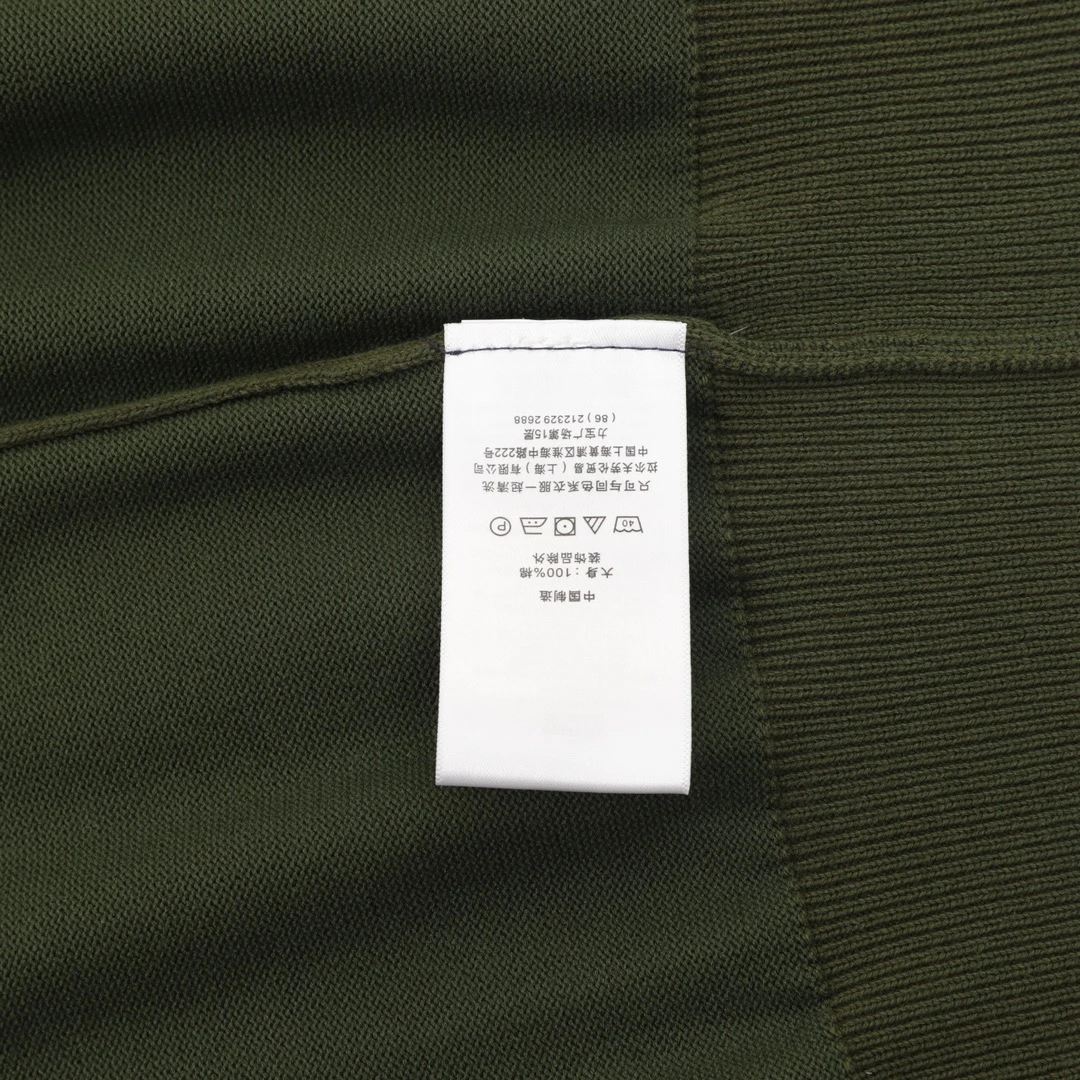 中国制造
大身：100%棉
装饰品除外
40 P
只可与同色系衣服一起清洗
拉尔夫劳伦贸易（上海）有限公司
中国上海黄浦区淮海中路222号
力宝广场第15层
(86) 212329 2688